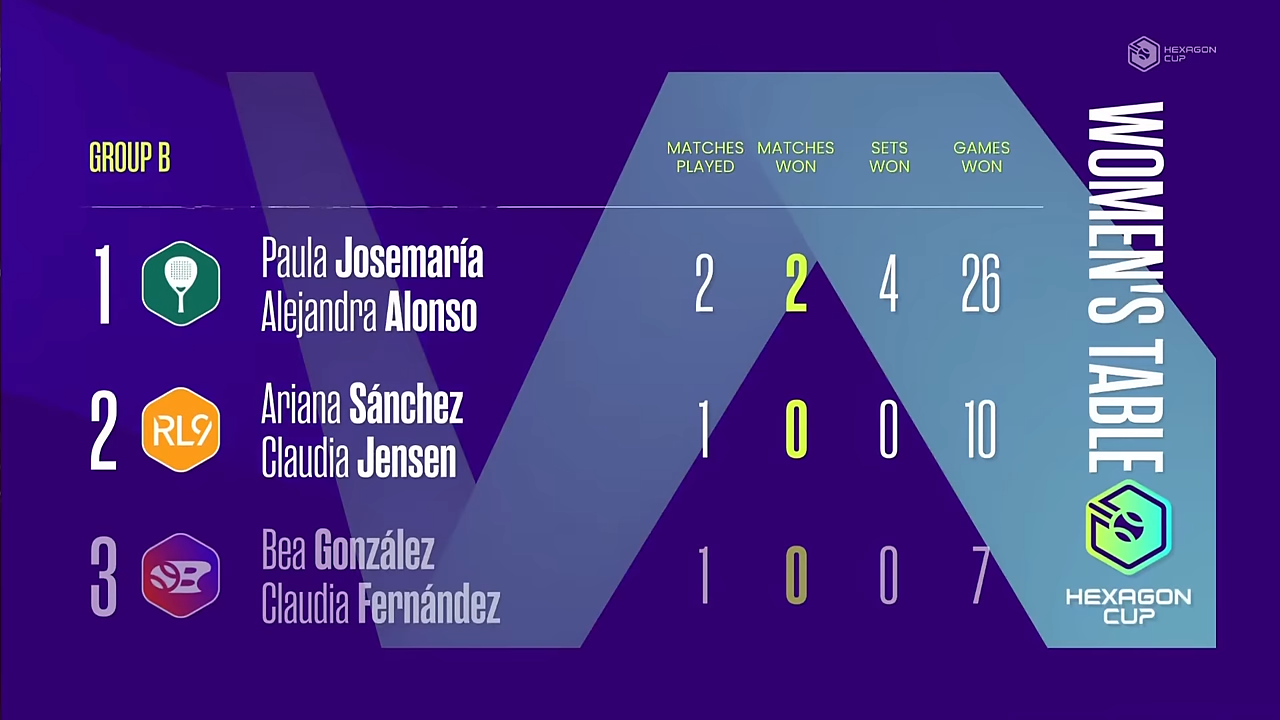 HEXAGON
CUP
GROUP B
MATCHES PLAYED
MATCHES WON
SETS WON
GAMES WON
1 Paula Josemaría
Alejandra Alonso
2 2 4 26
2 RL9 Ariana Sánchez
Claudia Jensen
1 0 0 10
3 Bea González
Claudia Fernández
1 0 0 7
WOMEN'S TABLE
HEXAGON
CUP